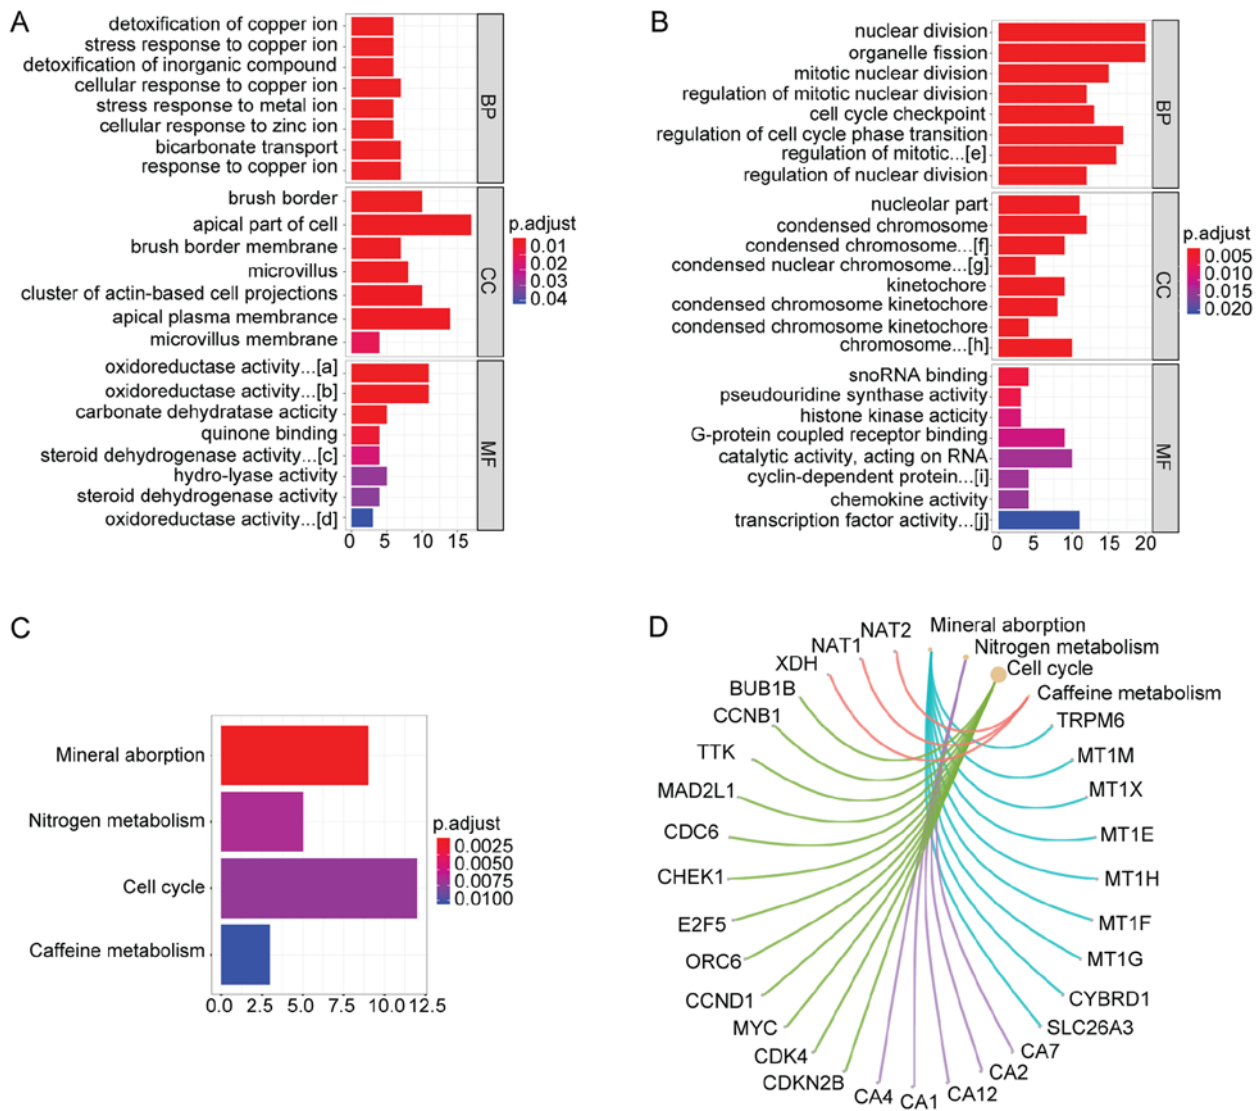 A
detoxification of copper ion
stress response to copper ion
detoxification of inorganic compound
cellular response to copper ion
stress response to metal ion
cellular response to zinc ion
bicarbonate transport
response to copper ion
BP
brush border
apical part of cell
brush border membrane
microvillus
cluster of actin-based cell projections
apical plasma membrance
microvillus membrane
CC
oxidoreductase activity...[a]
oxidoreductase activity...[b]
carbonate dehydratase acticity
quinone binding
steroid dehydrogenase activity...[c]
hydro-lyase activity
steroid dehydrogenase activity
oxidoreductase activity...[d]
MF
0 5 10 15
p.adjust
0.01
0.02
0.03
0.04
B
nuclear division
organelle fission
mitotic nuclear division
regulation of mitotic nuclear division
cell cycle checkpoint
regulation of cell cycle phase transition
regulation of mitotic...[e]
regulation of nuclear division
BP
nucleolar part
condensed chromosome
condensed chromosome...[f]
condensed nuclear chromosome...[g]
kinetochore
condensed chromosome kinetochore
condensed chromosome kinetochore
chromosome...[h]
CC
snoRNA binding
pseudouridine synthase activity
histone kinase acticity
G-protein coupled receptor binding
catalytic activity, acting on RNA
cyclin-dependent protein...[i]
chemokine activity
transcription factor activity...[j]
MF
0 5 10 15 20
p.adjust
0.005
0.010
0.015
0.020
C
Mineral aborption
Nitrogen metabolism
Cell cycle
Caffeine metabolism
0.0 2.5 5.0 7.5 10.0 12.5
p.adjust
0.0025
0.0050
0.0075
0.0100
D
Mineral aborption
Nitrogen metabolism
Cell cycle
Caffeine metabolism
TRPM6
MT1M
MT1X
MT1E
MT1H
MT1F
MT1G
CYBRD1
SLC26A3
CA7
CA2
CA12
CA1
CA4
CDKN2B
CDK4
MYC
CCND1
ORC6
E2F5
CHEK1
CDC6
MAD2L1
TTK
CCNB1
BUB1B
XDH
NAT1
NAT2